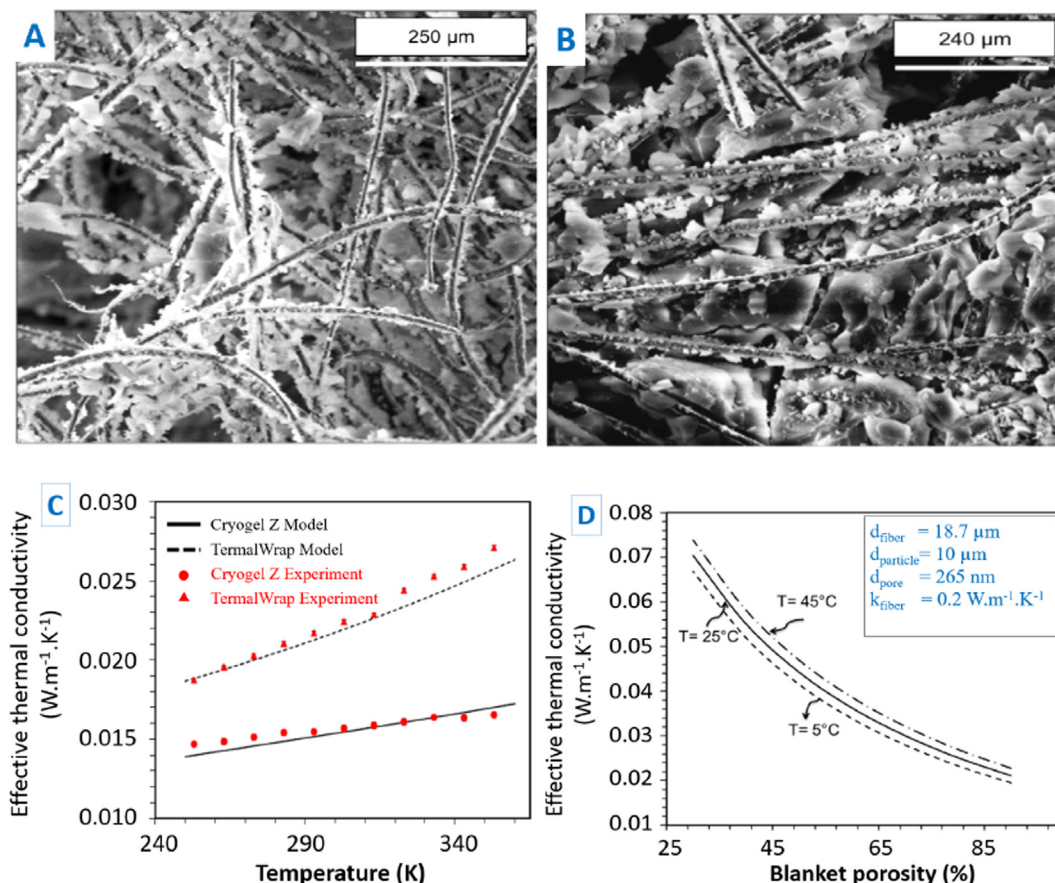 A
250 µm
B
240 µm
C
Effective thermal conductivity
(W.m-1.K-1)
0.030
0.025
0.020
0.015
0.010
Cryogel Z Model
TermalWrap Model
Cryogel Z Experiment
TermalWrap Experiment
240
290
340
Temperature (K)
D
Effective thermal conductivity
(W.m-1.K-1)
0.08
0.07
0.06
0.05
0.04
0.03
0.02
0.01
dfiber = 18.7 µm
dparticle = 10 µm
dpore = 265 nm
kfiber = 0.2 W.m-1.K-1
T= 45°C
T= 25°C
T= 5°C
25
45
65
85
Blanket porosity (%)